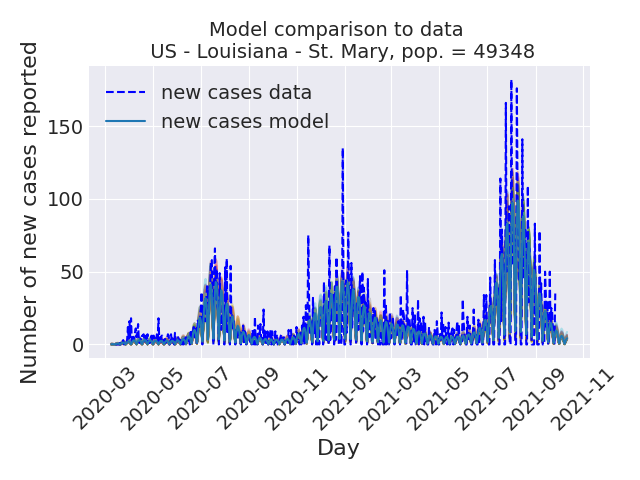 Model comparison to data
US - Louisiana - St. Mary, pop. = 49348
Number of new cases reported
new cases data
new cases model
150
100
50
0
2020-03
2020-05
2020-07
2020-09
2020-11
2021-01
2021-03
2021-05
2021-07
2021-09
2021-11
Day